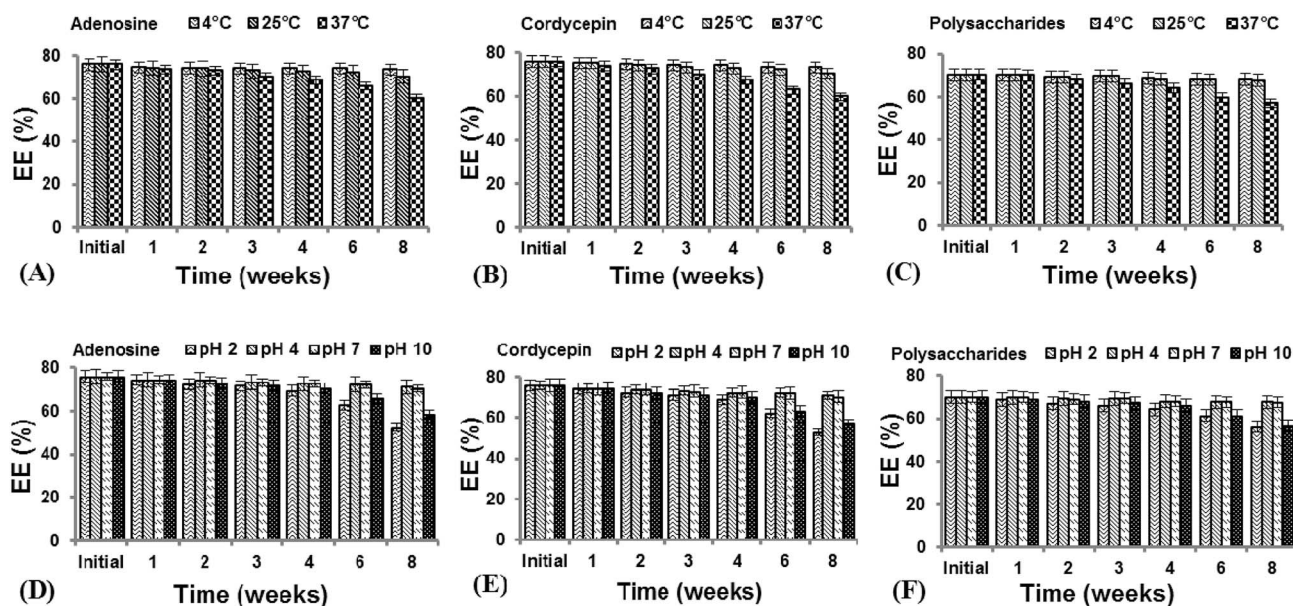 Adenosine 4°C 25°C 37°C
80
60
40
20
0
EE (%)
Initial 1 2 3 4 6 8
Time (weeks)
(A)
Cordycepin 4°C 25°C 37°C
80
60
40
20
0
EE (%)
Initial 1 2 3 4 6 8
Time (weeks)
(B)
Polysaccharides 4°C 25°C 37°C
80
60
40
20
0
EE (%)
Initial 1 2 3 4 6 8
Time (weeks)
(C)
Adenosine pH 2 pH 4 pH 7 pH 10
80
60
40
20
0
EE (%)
Initial 1 2 3 4 6 8
Time (weeks)
(D)
Cordycepin pH 2 pH 4 pH 7 pH 10
80
60
40
20
0
EE (%)
Initial 1 2 3 4 6 8
Time (weeks)
(E)
Polysaccharides pH 2 pH 4 pH 7 pH 10
80
60
40
20
0
EE (%)
Initial 1 2 3 4 6 8
Time (weeks)
(F)